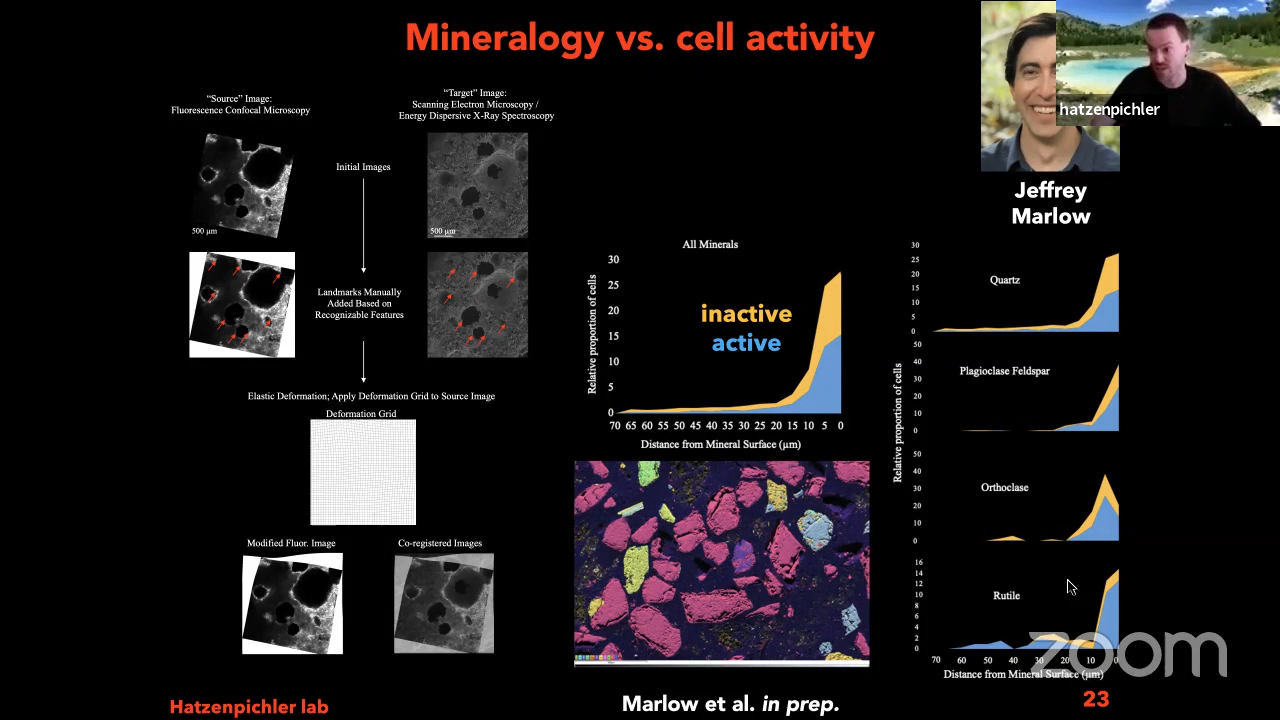 Mineralogy vs. cell activity
hatzenpichler
Jeffrey
Marlow
“Source” Image:
Fluorescence Confocal Microscopy
“Target” Image:
Scanning Electron Microscopy /
Energy Dispersive X-Ray Spectroscopy
Initial Images
500 µm
500 µm
Landmarks Manually
Added Based on
Recognizable Features
Elastic Deformation; Apply Deformation Grid to Source Image
Deformation Grid
Modified Fluor. Image
Co-registered Images
All Minerals
Relative proportion of cells
30
25
20
15
10
5
0
inactive
active
70 65 60 55 50 45 40 35 30 25 20 15 10 5 0
Distance from Mineral Surface (µm)
Relative proportion of cells
30
25
20
15
10
5
0
Quartz
50
40
30
20
10
0
Plagioclase Feldspar
50
40
30
20
10
0
Orthoclase
16
14
12
10
8
6
4
2
0
Rutile
70 60 50 40 30 20 10 0
Distance from Mineral Surface (µm)
zoom
Hatzenpichler lab
Marlow et al. in prep.
23